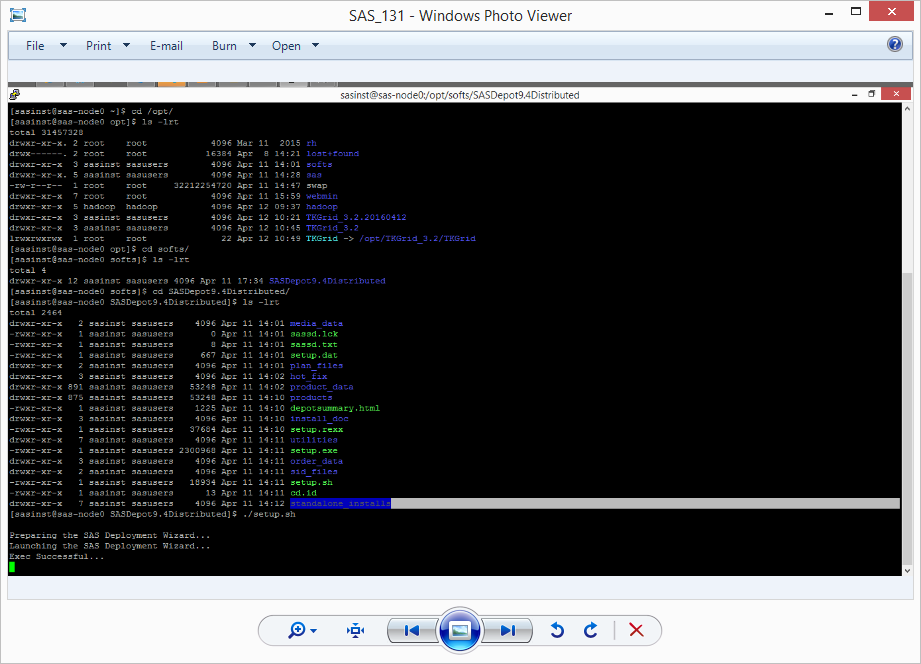 SAS_131 - Windows Photo Viewer
File Print E-mail Burn Open
sasinst@sas-node0:/opt/softs/SASDepot9.4Distributed
[sasinst@sas-node0 ~]$ cd /opt/
[sasinst@sas-node0 opt]$ ls -lrt
total 31457328
drwxr-xr-x. 2 root root 4096 Mar 11 2015 rh
drwx------. 2 root root 16384 Apr 8 14:21 lost+found
drwxr-xr-x 3 sasinst sasusers 4096 Apr 11 14:01 softs
drwxr-xr-x. 5 sasinst sasusers 4096 Apr 11 14:28 sas
-rw-r--r-- 1 root root 32212254720 Apr 11 14:47 swap
drwxr-xr-x 7 root root 4096 Apr 11 15:59 webmin
drwxr-xr-x 5 hadoop hadoop 4096 Apr 12 09:37 hadoop
drwxr-xr-x 3 sasinst sasusers 4096 Apr 12 10:21 TKGrid_3.2.20160412
drwxr-xr-x 3 sasinst sasusers 4096 Apr 12 10:45 TKGrid_3.2
lrwxrwxrwx 1 root root 22 Apr 12 10:49 TKGrid -> /opt/TKGrid_3.2/TKGrid
[sasinst@sas-node0 opt]$ cd softs/
[sasinst@sas-node0 softs]$ ls -lrt
total 4
drwxr-xr-x 12 sasinst sasusers 4096 Apr 11 17:34 SASDepot9.4Distributed
[sasinst@sas-node0 softs]$ cd SASDepot9.4Distributed/
[sasinst@sas-node0 SASDepot9.4Distributed]$ ls -lrt
total 2464
drwxr-xr-x 2 sasinst sasusers 4096 Apr 11 14:01 media_data
-rwxr-xr-x 1 sasinst sasusers 0 Apr 11 14:01 sassd.lck
-rwxr-xr-x 1 sasinst sasusers 8 Apr 11 14:01 sassd.txt
-rwxr-xr-x 1 sasinst sasusers 667 Apr 11 14:01 setup.dat
drwxr-xr-x 2 sasinst sasusers 4096 Apr 11 14:01 plan_files
drwxr-xr-x 3 sasinst sasusers 4096 Apr 11 14:02 hot_fix
drwxr-xr-x 891 sasinst sasusers 53248 Apr 11 14:02 product_data
drwxr-xr-x 875 sasinst sasusers 53248 Apr 11 14:10 products
-rwxr-xr-x 1 sasinst sasusers 1225 Apr 11 14:10 depotsummary.html
drwxr-xr-x 3 sasinst sasusers 4096 Apr 11 14:10 install_doc
-rwxr-xr-x 1 sasinst sasusers 37684 Apr 11 14:10 setup.rexx
drwxr-xr-x 7 sasinst sasusers 4096 Apr 11 14:11 utilities
-rwxr-xr-x 1 sasinst sasusers 2300968 Apr 11 14:11 setup.exe
drwxr-xr-x 3 sasinst sasusers 4096 Apr 11 14:11 order_data
drwxr-xr-x 2 sasinst sasusers 4096 Apr 11 14:11 sid_files
-rwxr-xr-x 1 sasinst sasusers 18934 Apr 11 14:11 setup.sh
-rwxr-xr-x 1 sasinst sasusers 13 Apr 11 14:11 cd.id
drwxr-xr-x 7 sasinst sasusers 4096 Apr 11 14:12 standalone_installs
[sasinst@sas-node0 SASDepot9.4Distributed]$ ./setup.sh
Preparing the SAS Deployment Wizard...
Launching the SAS Deployment Wizard...
Exec Successful...